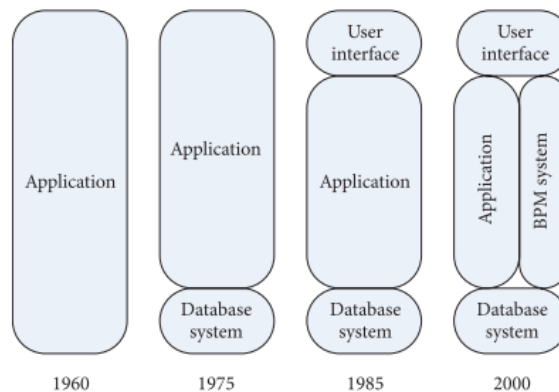 Application
1960
Application
Database
system
1975
User
interface
Application
Database
system
1985
User
interface
Application
BPM system
Database
system
2000